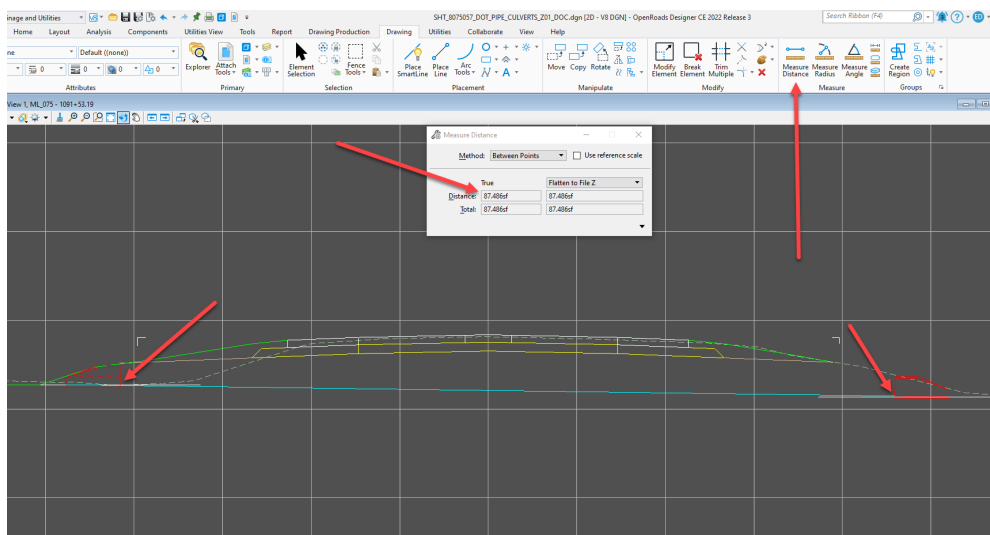 inage and Utilities
SHT_8075057_DOT_PIPE_CULVERTS_Z01_DOC.dgn [2D - V8 DGN] - OpenRoads Designer CE 2022 Release 3
Search Ribbon (F4)
Home Layout Analysis Components Utilities View Tools Report Drawing Production Drawing Utilities Collaborate View Help
ne
Default ((none))
0 0 0 0
Explorer
Attach Tools
Element Selection
Fence Tools
Place SmartLine
Place Line
Arc Tools
Move
Copy
Rotate
Modify Element
Break Element
Trim Multiple
Measure Distance
Measure Radius
Measure Angle
Create Region
Attributes Primary Selection Placement Manipulate Modify Measure Groups
View 1, ML_075 - 1091+53.19
Measure Distance
Method: Between Points Use reference scale
True Flatten to File Z
Distance: 87.486sf 87.486sf
Total: 87.486sf 87.486sf